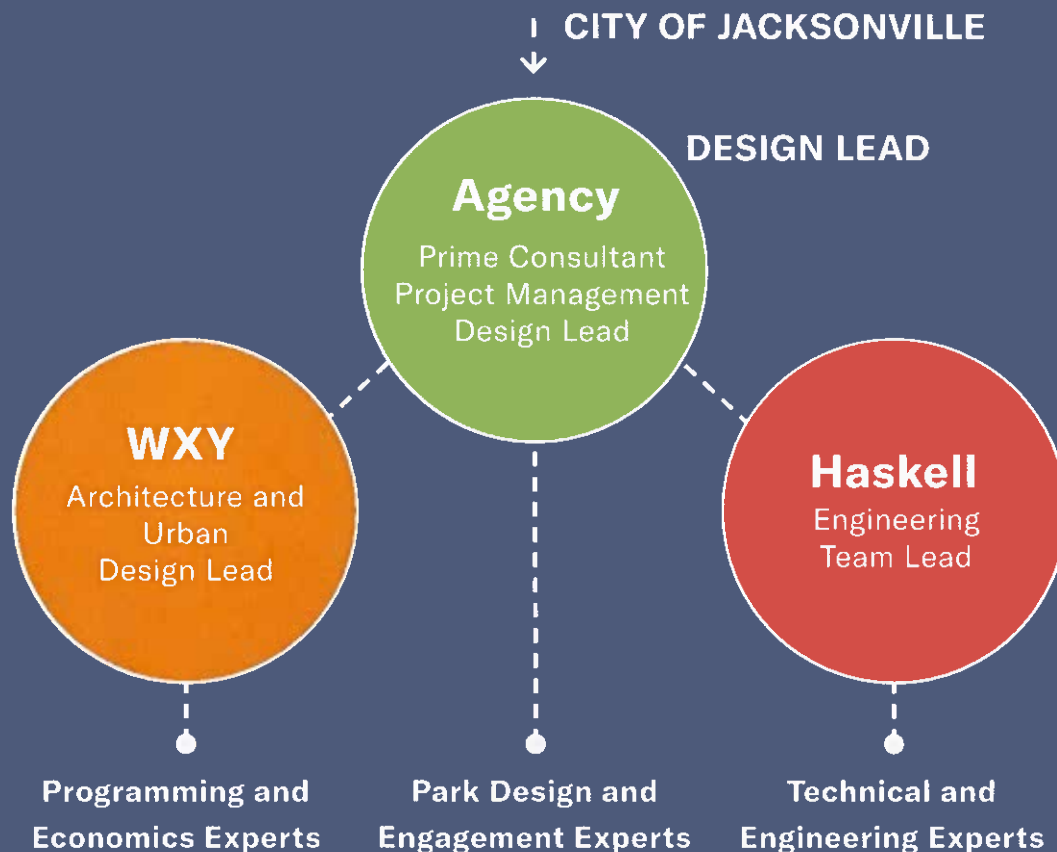 CITY OF JACKSONVILLE
DESIGN LEAD
Agency
Prime Consultant
Project Management
Design Lead
WXY
Architecture and
Urban
Design Lead
Haskell
Engineering
Team Lead
Programming and
Economics Experts
Park Design and
Engagement Experts
Technical and
Engineering Experts